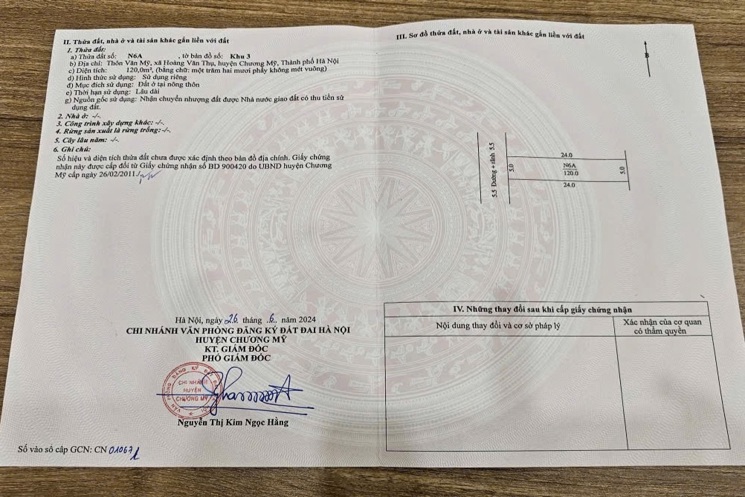 II. Thửa đất, nhà ở và tài sản khác gắn liền với đất
1. Thửa đất:
a) Thửa đất số: N6A , tờ bản đồ số: Khu 3
b) Địa chỉ: Thôn Văn Mỹ, xã Hoàng Văn Thụ, huyện Chương Mỹ, Thành phố Hà Nội
c) Diện tích: 120,0m², (bằng chữ: một trăm hai mươi phẩy không mét vuông)
d) Hình thức sử dụng: Sử dụng riêng
đ) Mục đích sử dụng: Đất ở tại nông thôn
e) Thời hạn sử dụng: Lâu dài
g) Nguồn gốc sử dụng: Nhận chuyển nhượng đất được Nhà nước giao đất có thu tiền sử
dụng đất.
2. Nhà ở: -/-
3. Công trình xây dựng khác: -/-
4. Rừng sản xuất là rừng trồng: -/-
5. Cây lâu năm: -/-
6. Ghi chú:
Số hiệu và diện tích thửa đất chưa được xác định theo bản đồ địa chính. Giấy chứng
nhận này được cấp đổi từ Giấy chứng nhận số BD 900420 do UBND huyện Chương
Mỹ cấp ngày 26/02/2011./.
Hà Nội, ngày 26 tháng 6 năm 2024
CHI NHÁNH VĂN PHÒNG ĐĂNG KÝ ĐẤT ĐAI HÀ NỘI
HUYỆN CHƯƠNG MỸ
KT. GIÁM ĐỐC
PHÓ GIÁM ĐỐC
CHI NHÁNH
HUYỆN
CHƯƠNG MỸ
Nguyễn Thị Kim Ngọc Hằng
Số vào sổ cấp GCN: CN 01067
III. Sơ đồ thửa đất, nhà ở và tài sản khác gắn liền với đất
B
5.5 Đường + rãnh 5.5
24.0
5.0
N6A
120.0
5.0
24.0
IV. Những thay đổi sau khi cấp giấy chứng nhận
Nội dung thay đổi và cơ sở pháp lý
Xác nhận của cơ quan
có thẩm quyền